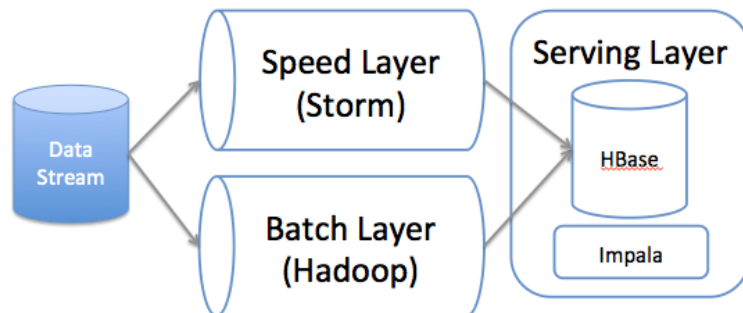 Data
Stream
Speed Layer
(Storm)
Batch Layer
(Hadoop)
Serving Layer
HBase
Impala